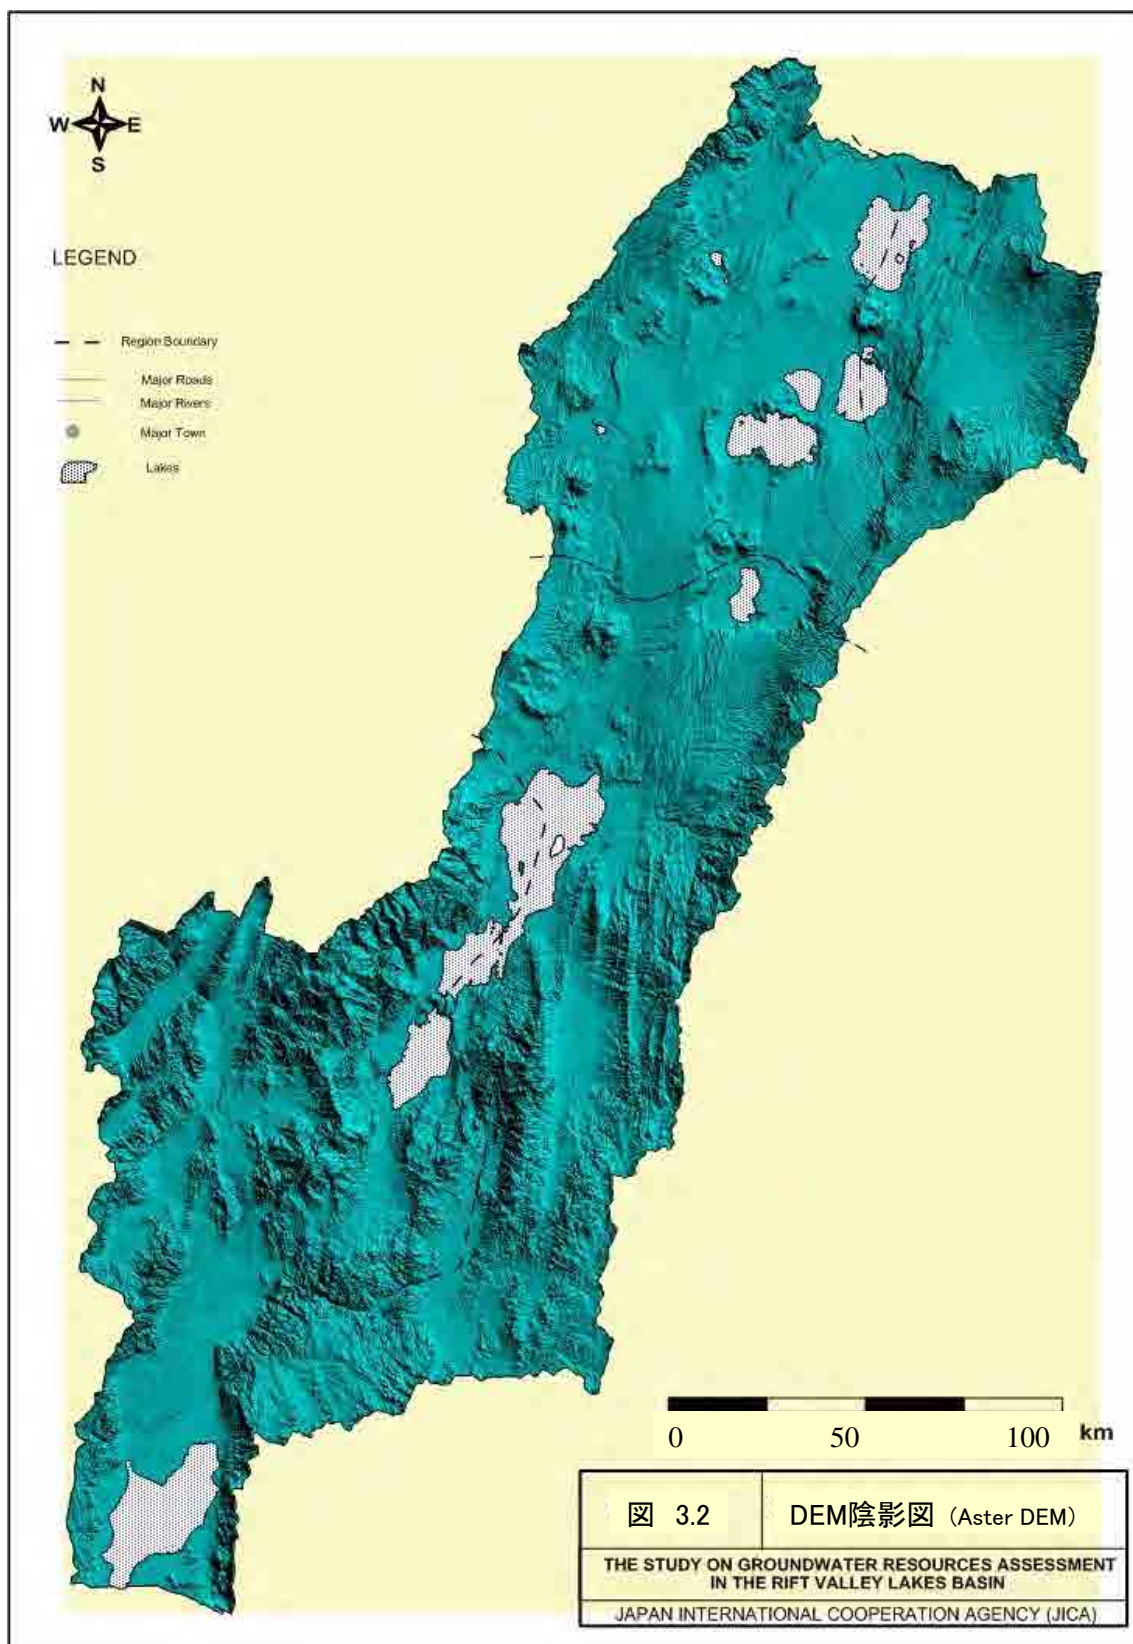 N
W E
S
LEGEND
Region Boundary
Major Roads
Major Rivers
Major Town
Lakes
0 50 100 km
図 3.2
DEM陰影図 (Aster DEM)
THE STUDY ON GROUNDWATER RESOURCES ASSESSMENT
IN THE RIFT VALLEY LAKES BASIN
JAPAN INTERNATIONAL COOPERATION AGENCY (JICA)